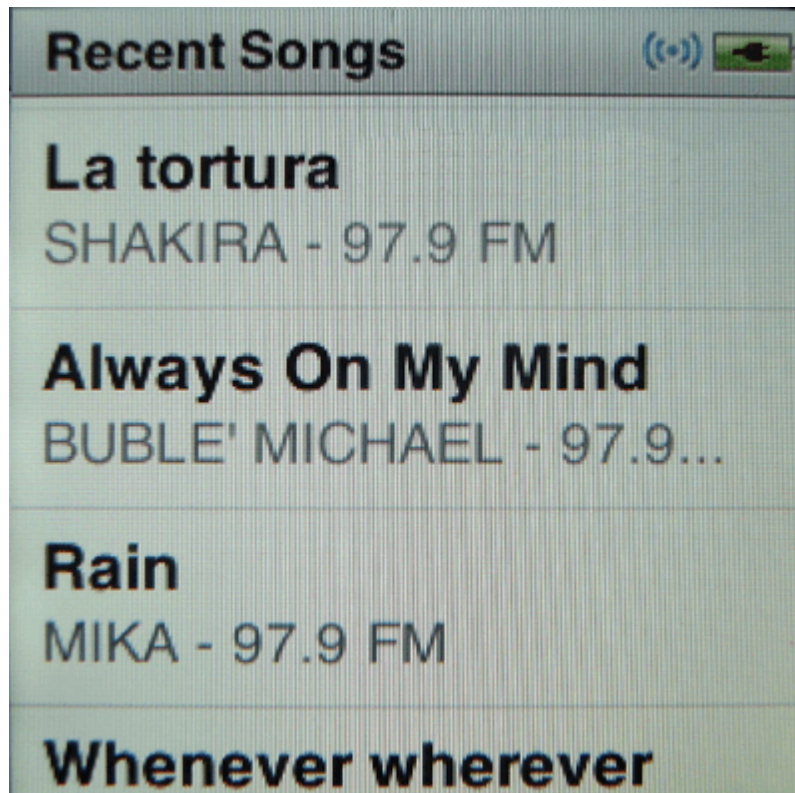 Recent Songs
La tortura
SHAKIRA - 97.9 FM
Always On My Mind
BUBLE' MICHAEL - 97.9...
Rain
MIKA - 97.9 FM
Whenever wherever